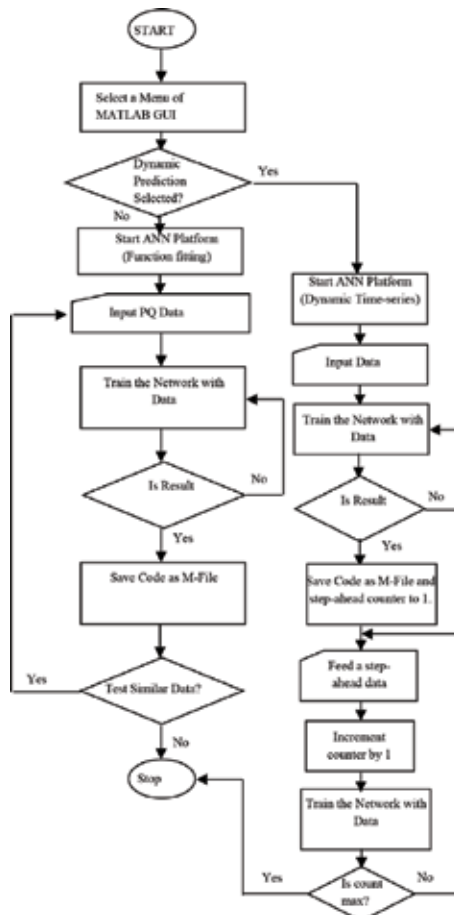 START
Select a Menu of
MATLAB GUI
Dynamic
Prediction
Selected?
Yes
No
Start ANN Platform
(Function fitting)
Input PQ Data
Train the Network with
Data
Is Result
No
Yes
Save Code as M-File
Test Similar Data?
Yes
No
Stop
Start ANN Platform
(Dynamic Time-series)
Input Data
Train the Network with
Data
Is Result
No
Yes
Save Code as M-File and
step-ahead counter to 1.
Feed a step-
ahead data
Increment
counter by 1
Train the Network with
Data
Is count
max?
Yes
No